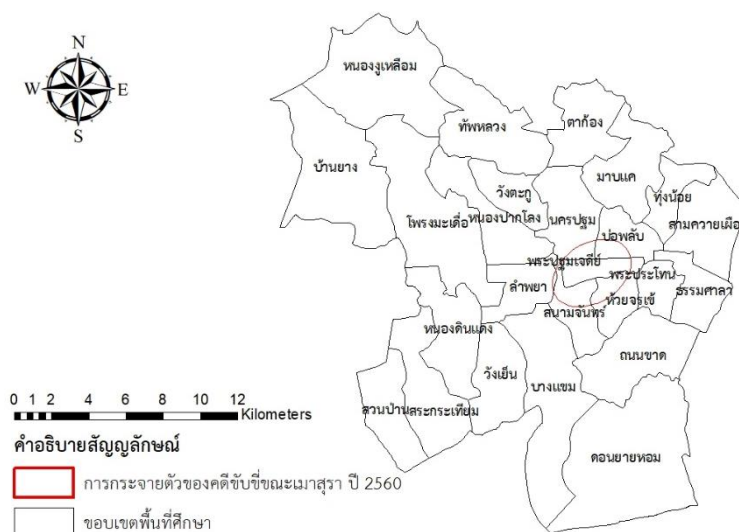 N
W E
S
หนองงูเหลือม
ทัพหลวง
ตาก้อง
บ้านยาง
วังตะกู
มาบแค
ทุ่งน้อย
โพรงมะเดื่อ
หนองปากโลง
นครปฐม
สามควายเผือ
บ่อพลับ
พระปฐมเจดีย์
พระประโทน
ลำพยา
ห้วยจรเข้
ธรรมศาลา
สนามจันทร์
หนองดินแดง
ถนนขาด
วังเย็น
บางแขม
สวนป่าน
สระกระเทียม
ดอนยายหอม
0 1 2 4 6 8 10 12
Kilometers
คำอธิบายสัญญลักษณ์
การกระจายตัวของคดีขับขี่ขณะเมาสุรา ปี 2560
ขอบเขตพื้นที่ศึกษา